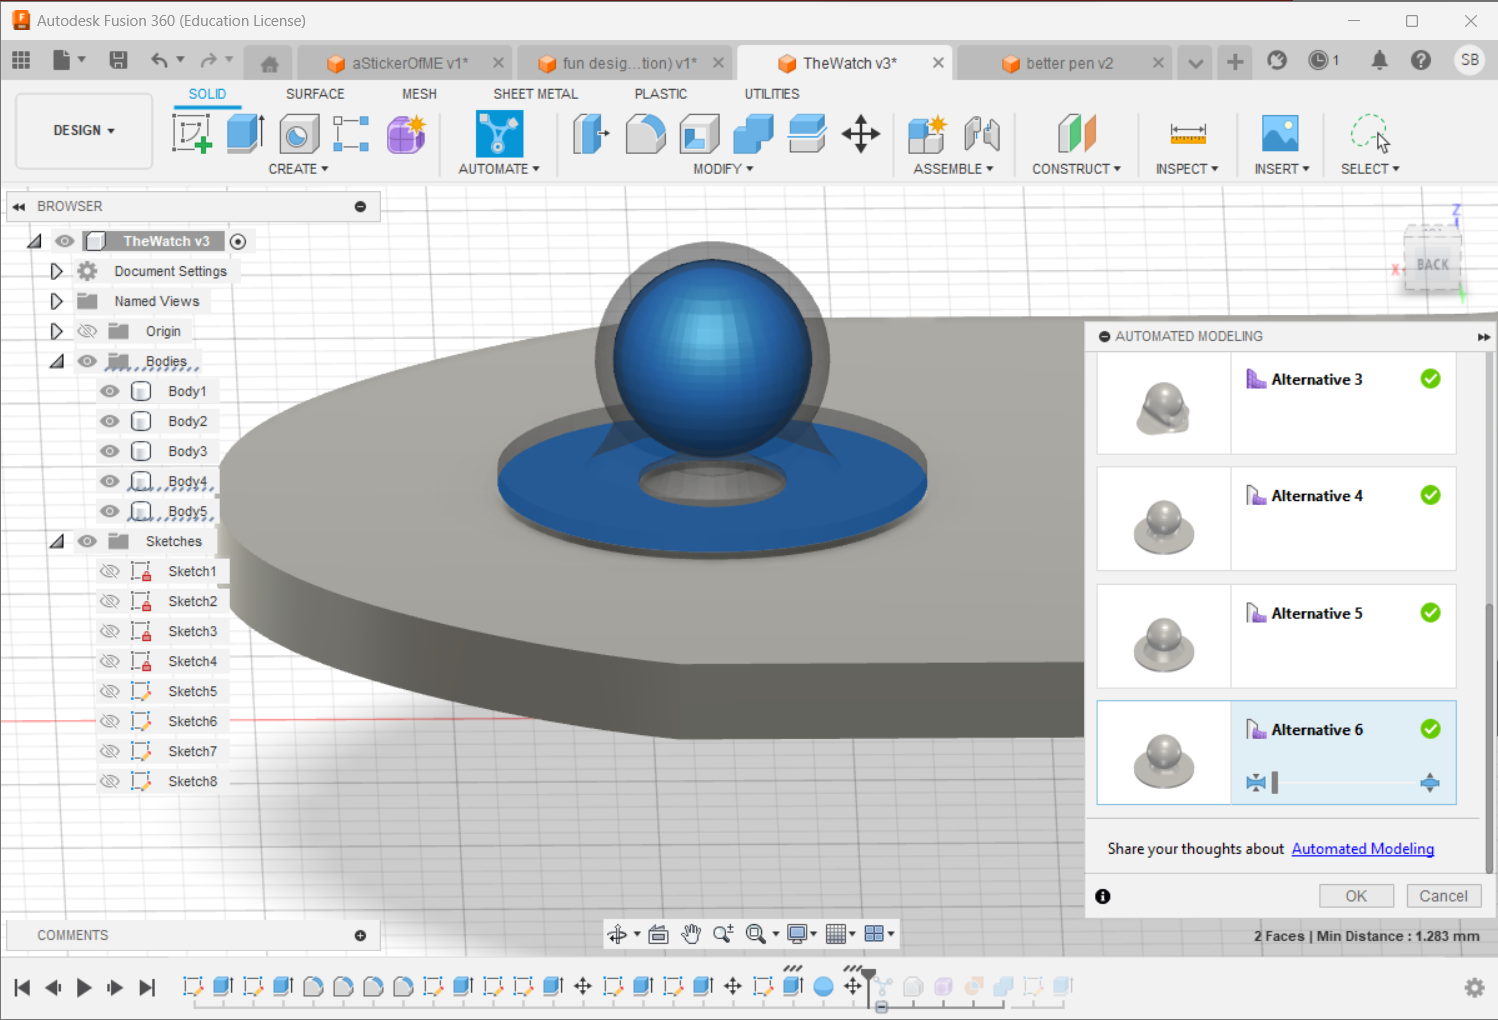 Autodesk Fusion 360 (Education License)
aStickerOfME v1*
fun desig...tion) v1*
TheWatch v3*
better pen v2
1
SB
DESIGN
SOLID
SURFACE
MESH
SHEET METAL
PLASTIC
UTILITIES
CREATE
AUTOMATE
MODIFY
ASSEMBLE
CONSTRUCT
INSPECT
INSERT
SELECT
BROWSER
TheWatch v3
Document Settings
Named Views
Origin
Bodies
Body1
Body2
Body3
Body4
Body5
Sketches
Sketch1
Sketch2
Sketch3
Sketch4
Sketch5
Sketch6
Sketch7
Sketch8
Z
X
BACK
AUTOMATED MODELING
Alternative 3
Alternative 4
Alternative 5
Alternative 6
Share your thoughts about Automated Modeling
OK
Cancel
COMMENTS
2 Faces | Min Distance : 1.283 mm